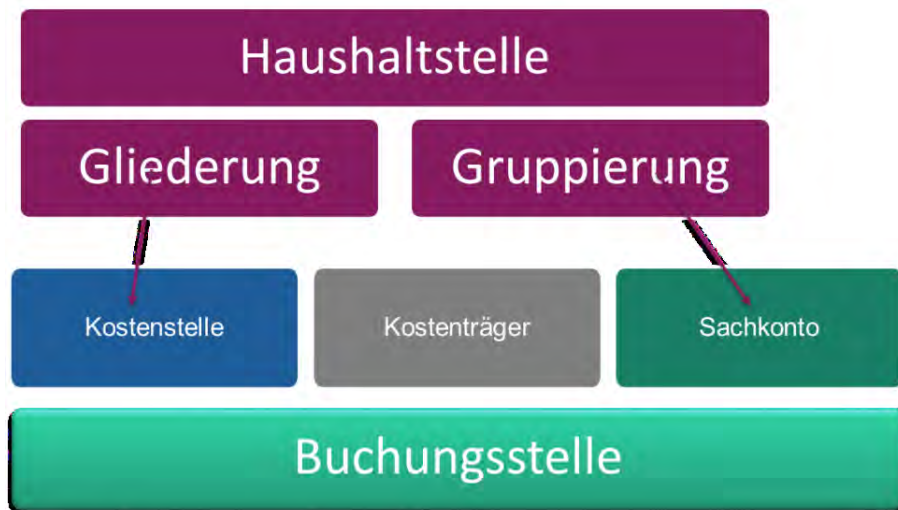 Haushaltstelle
Gliederung
Gruppierung
Kostenstelle
Kostenträger
Sachkonto
Buchungsstelle